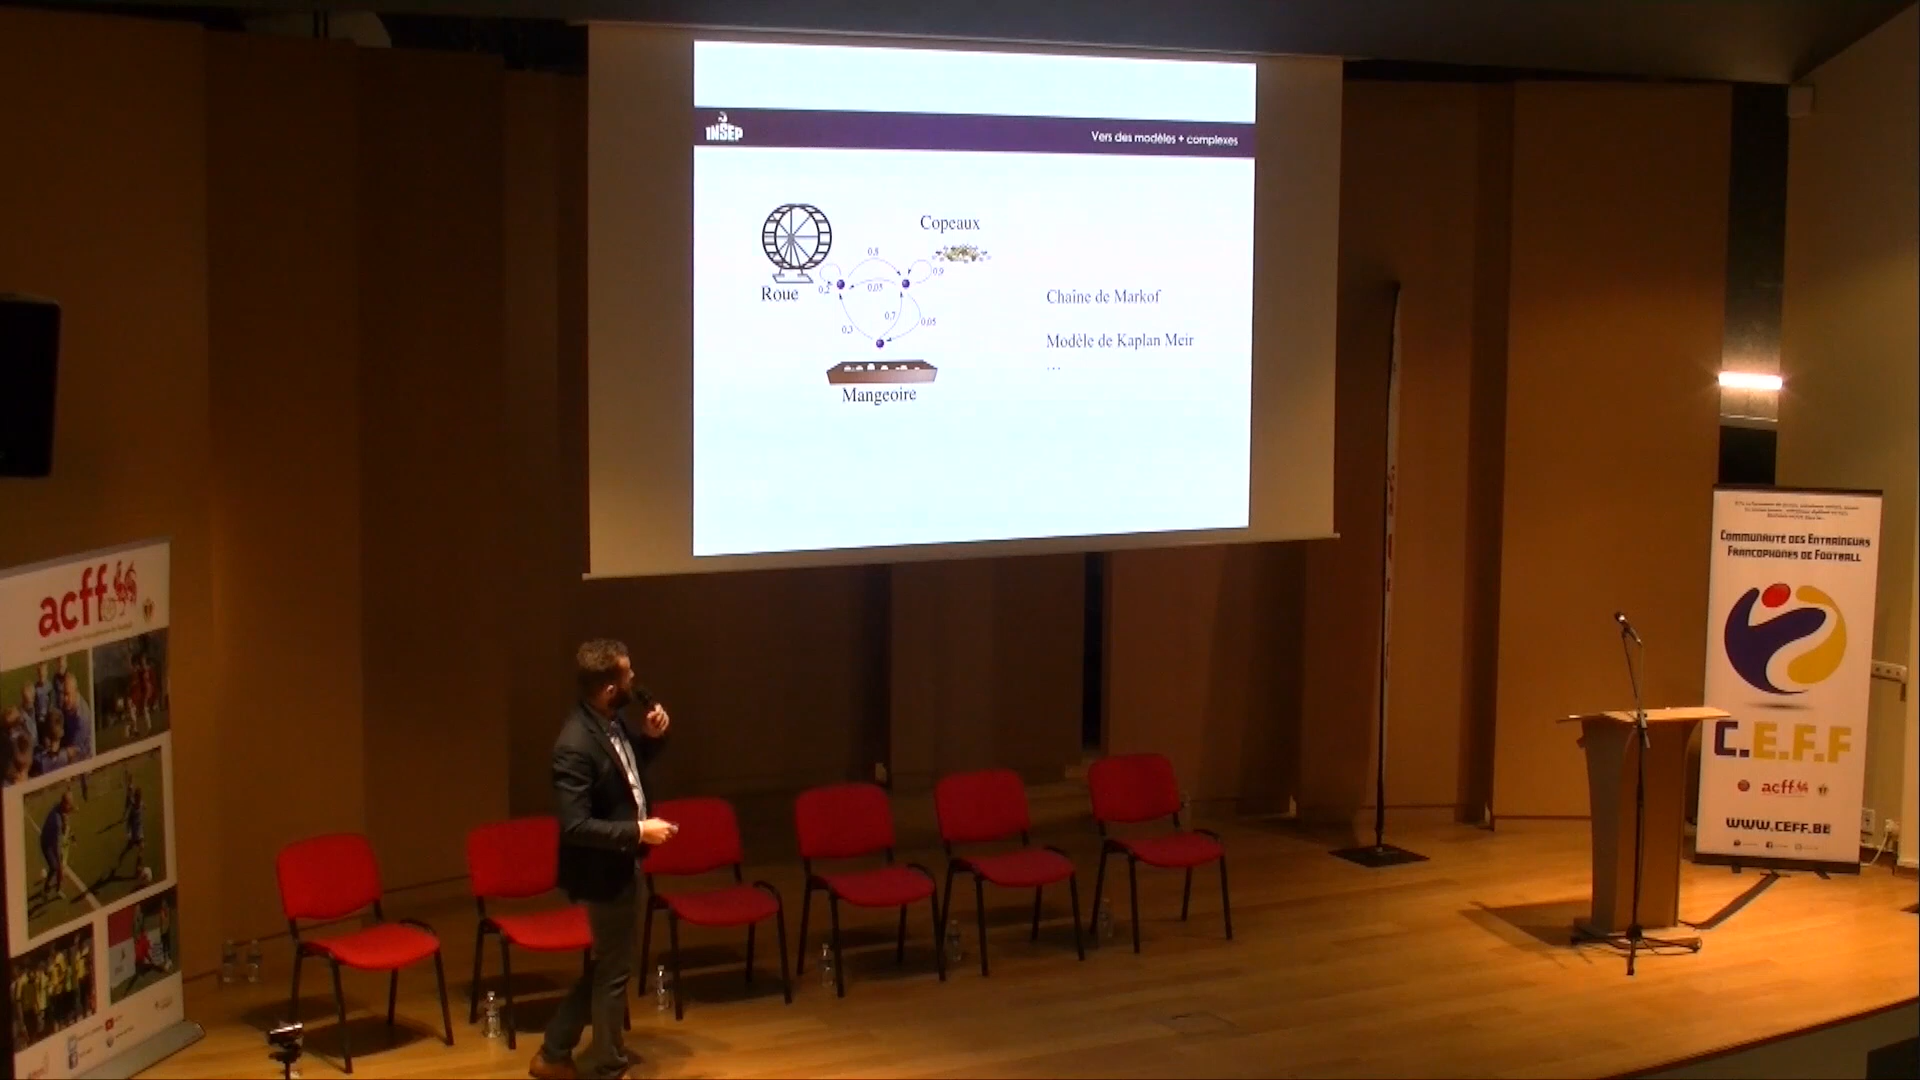 INSEP
Vers des modèles + complexes
Copeaux
Roue
0,8
0,9
0,2
0,05
0,3
0,7
0,05
Mangeoire
Chaîne de Markof
Modèle de Kaplan Meir
...
acff
Communauté des Entraîneurs
Francophones de Football
C.E.F.F
acff
www.ceff.be